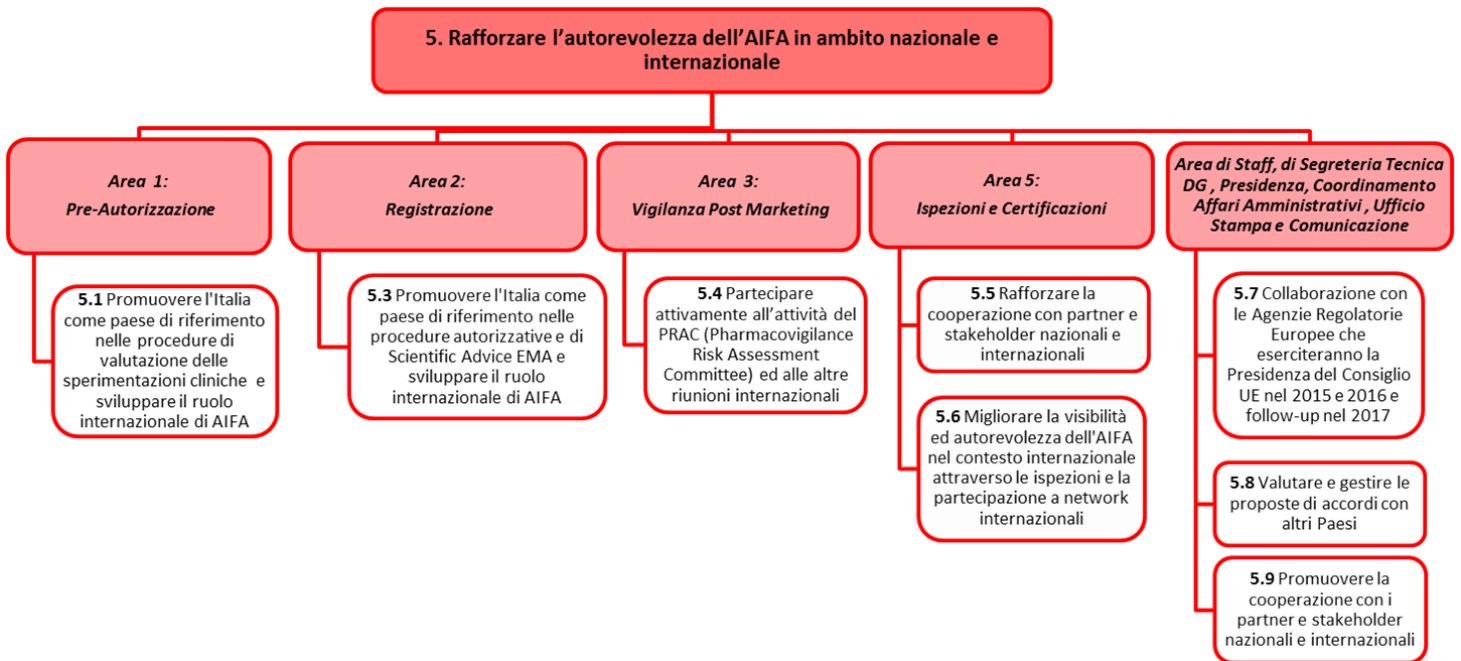 5. Rafforzare l'autorevolezza dell'AIFA in ambito nazionale e
internazionale
Area 1:
Pre-Autorizzazione
Area 2:
Registrazione
Area 3:
Vigilanza Post Marketing
Area 5:
Ispezioni e Certificazioni
Area di Staff, di Segreteria Tecnica
DG , Presidenza, Coordinamento
Affari Amministrativi , Ufficio
Stampa e Comunicazione
5.1 Promuovere l'Italia
come paese di riferimento
nelle procedure di
valutazione delle
sperimentazioni cliniche e
sviluppare il ruolo
internazionale di AIFA
5.3 Promuovere l'Italia come
paese di riferimento nelle
procedure autorizzative e di
Scientific Advice EMA e
sviluppare il ruolo
internazionale di AIFA
5.4 Partecipare
attivamente all'attività del
PRAC (Pharmacovigilance
Risk Assessment
Committee) ed alle altre
riunioni internazionali
5.5 Rafforzare la
cooperazione con partner e
stakeholder nazionali e
internazionali
5.6 Migliorare la visibilità
ed autorevolezza dell'AIFA
nel contesto internazionale
attraverso le ispezioni e la
partecipazione a network
internazionali
5.7 Collaborazione con
le Agenzie Regolatorie
Europee che
eserciteranno la
Presidenza del Consiglio
UE nel 2015 e 2016 e
follow-up nel 2017
5.8 Valutare e gestire le
proposte di accordi con
altri Paesi
5.9 Promuovere la
cooperazione con i
partner e stakeholder
nazionali e internazionali